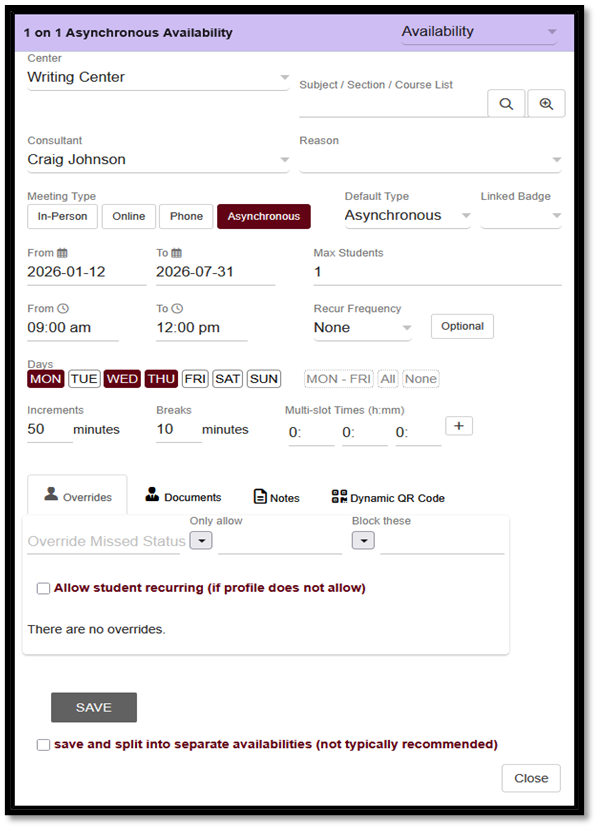 1 on 1 Asynchronous Availability Availability
Center
Writing Center
Subject / Section / Course List
Consultant Reason
Craig Johnson
Meeting Type Default Type Linked Badge
In-Person Online Phone Asynchronous Asynchronous
From To Max Students
2026-01-12 2026-07-31 1
From To Recur Frequency
09:00 am 12:00 pm None Optional
Days
MON TUE WED THU FRI SAT SUN MON - FRI All None
Increments Breaks Multi-slot Times (h:mm)
50 minutes 10 minutes 0: 0: 0: +
Overrides Documents Notes Dynamic QR Code
Only allow Block these
Override Missed Status
Allow student recurring (if profile does not allow)
There are no overrides.
SAVE
save and split into separate availabilities (not typically recommended)
Close